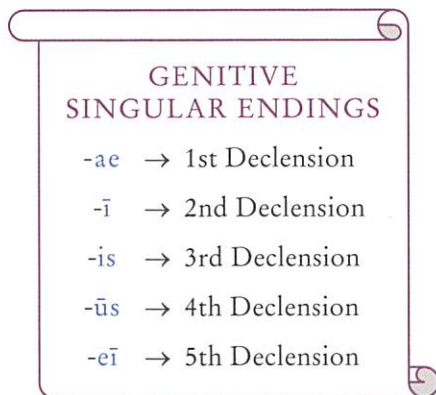 GENITIVE
SINGULAR ENDINGS
-ae → 1st Declension
-ī → 2nd Declension
-is → 3rd Declension
-ūs → 4th Declension
-eī → 5th Declension